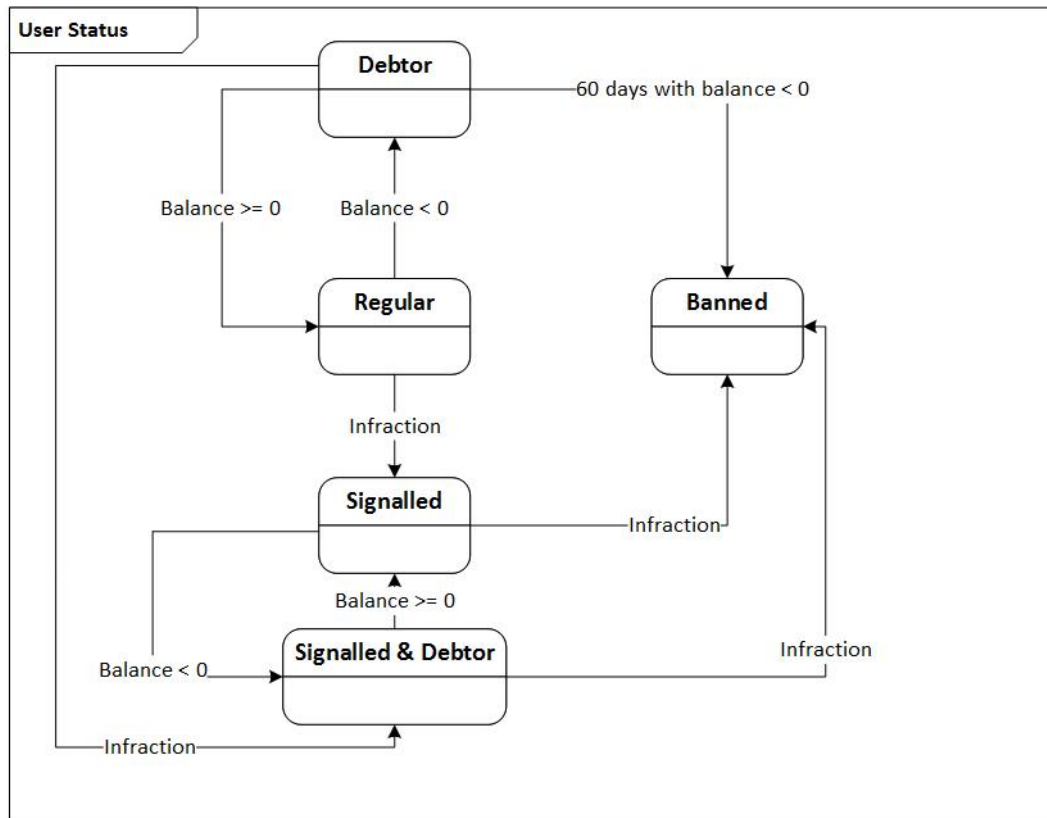 User Status
Debtor
60 days with balance < 0
Balance >= 0
Balance < 0
Regular
Banned
Infraction
Signalled
Infraction
Balance >= 0
Signalled & Debtor
Infraction
Balance < 0
Infraction